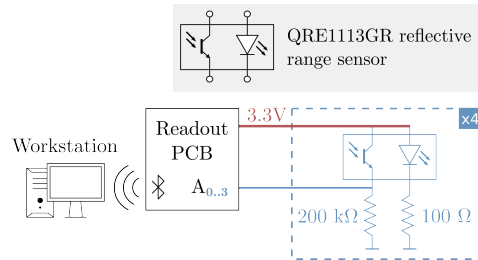 QRE1113GR reflective
range sensor
3.3V
x4
Workstation
Readout
PCB
A0..3
200 kΩ
100 Ω